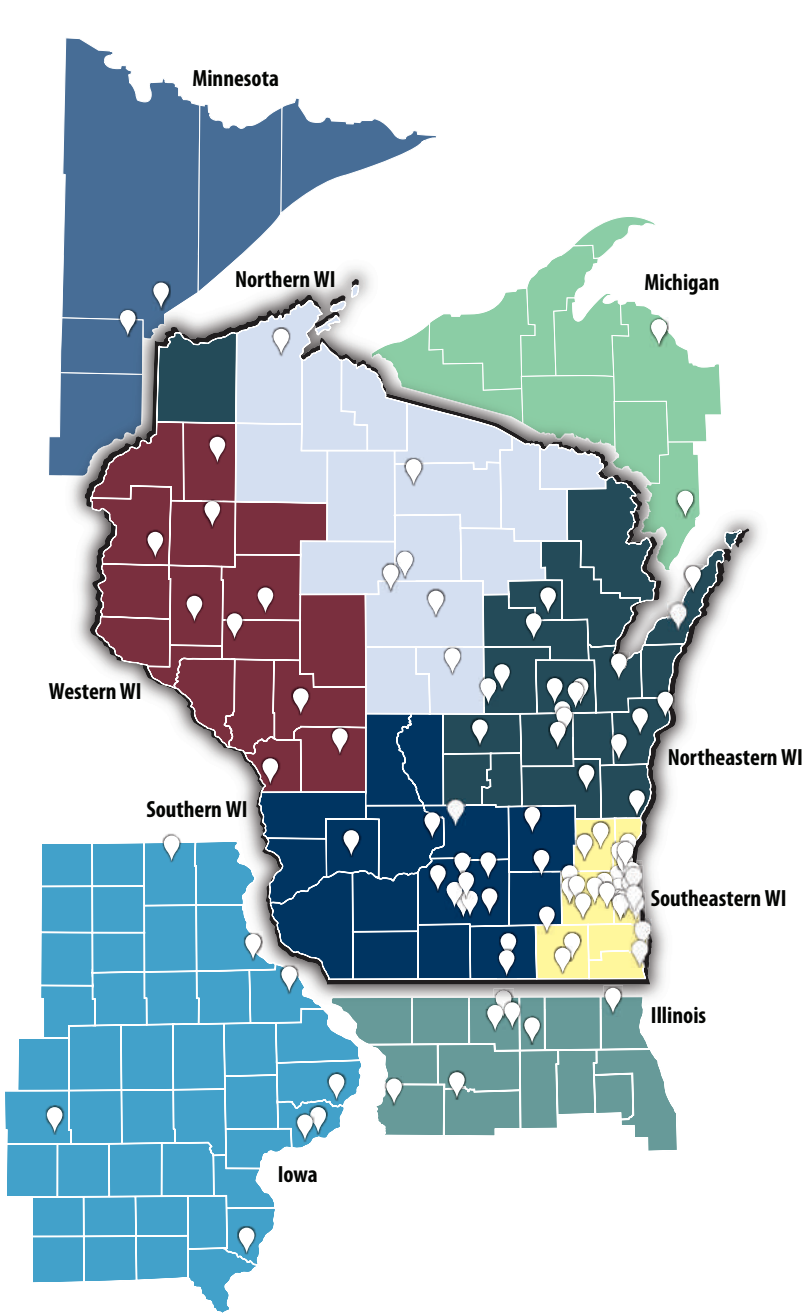 Minnesota
Northern WI
Michigan
Western WI
Northeastern WI
Southern WI
Southeastern WI
Illinois
Iowa